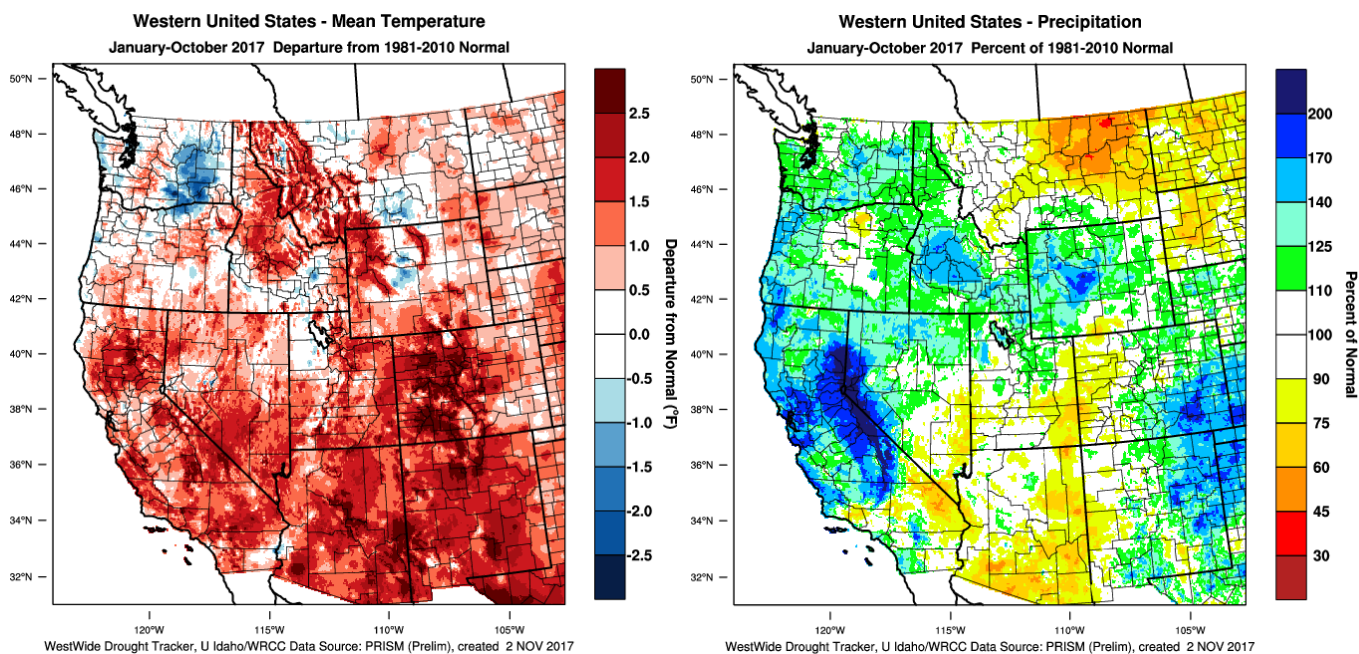 Western United States - Mean Temperature
January-October 2017 Departure from 1981-2010 Normal
50°N
48°N
46°N
44°N
42°N
40°N
38°N
36°N
34°N
32°N
120°W
115°W
110°W
105°W
2.5
2.0
1.5
1.0
0.5
0.0
-0.5
-1.0
-1.5
-2.0
-2.5
Departure from Normal (°F)
WestWide Drought Tracker, U Idaho/WRCC Data Source: PRISM (Prelim), created 2 NOV 2017
Western United States - Precipitation
January-October 2017 Percent of 1981-2010 Normal
50°N
48°N
46°N
44°N
42°N
40°N
38°N
36°N
34°N
32°N
120°W
115°W
110°W
105°W
200
170
140
125
110
100
90
75
60
45
30
Percent of Normal
WestWide Drought Tracker, U Idaho/WRCC Data Source: PRISM (Prelim), created 2 NOV 2017